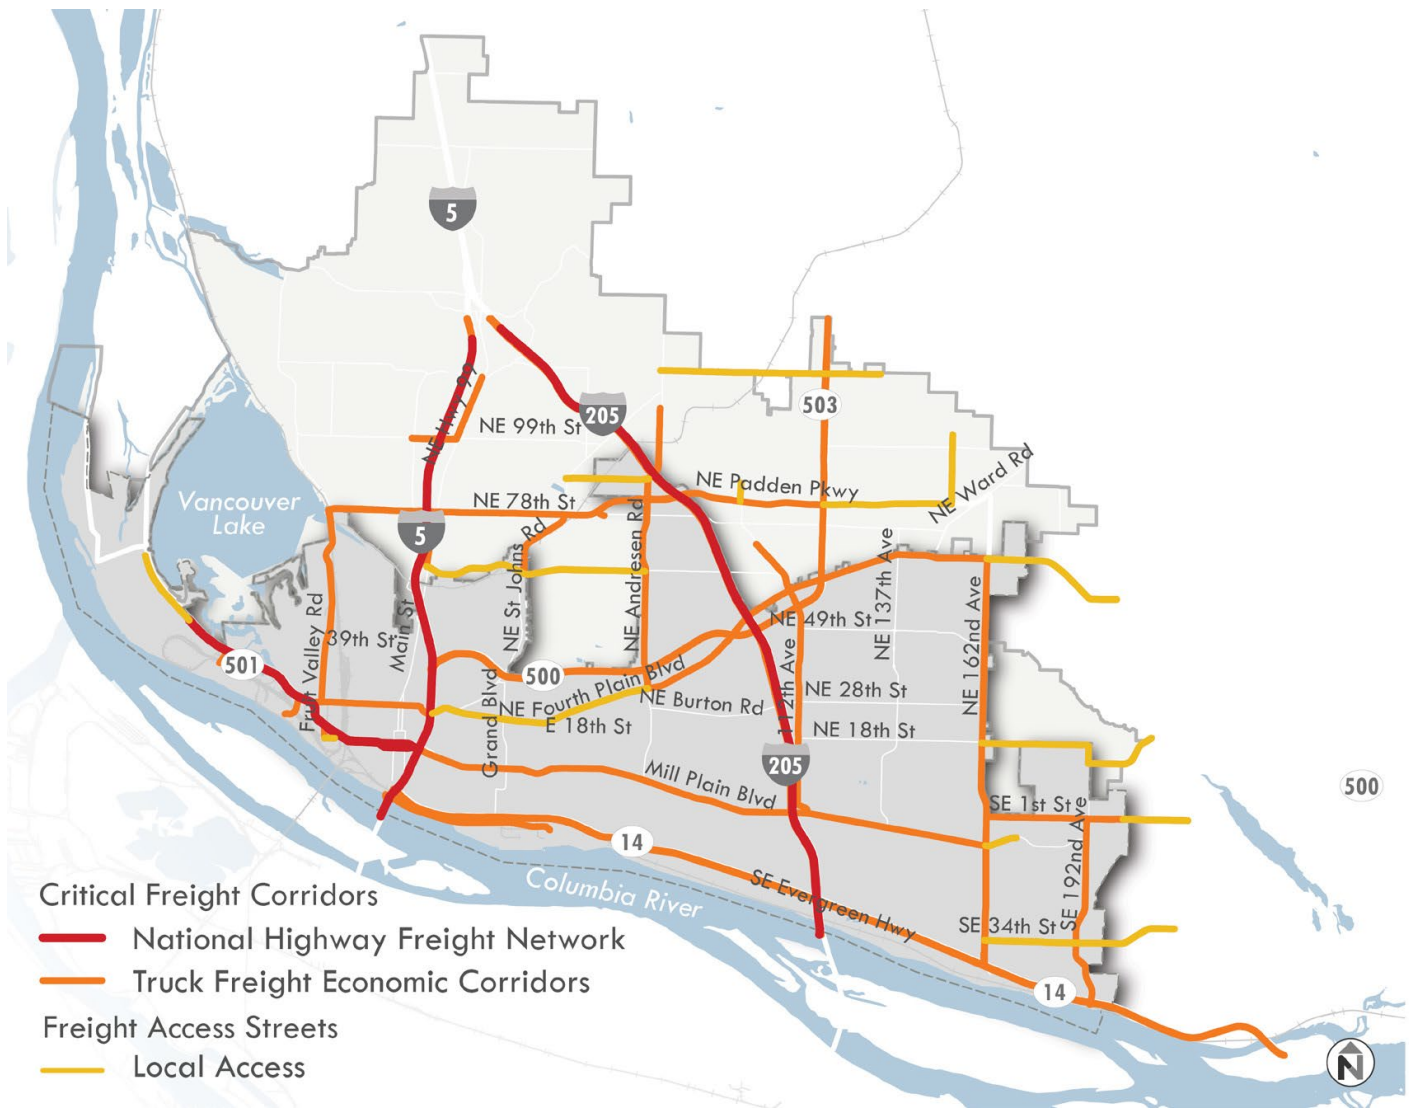 5
NE Hwy 99
NE 99th St
205
503
NE Padden Pkwy
NE Ward Rd
Vancouver
Lake
NE 78th St
5
NE St Johns Rd
NE Andresen Rd
NE 137th Ave
Fruit Valley Rd
39th St
Main St
501
500
Grand Blvd
NE Fourth Plain Blvd
E 18th St
NE Burton Rd
112th Ave
NE 49th St
NE 28th St
NE 18th St
NE 162nd Ave
205
Mill Plain Blvd
500
SE 1st St
SE 192nd Ave
14
SE Evergreen Hwy
SE 34th St
14
Columbia River
Critical Freight Corridors
National Highway Freight Network
Truck Freight Economic Corridors
Freight Access Streets
Local Access
N